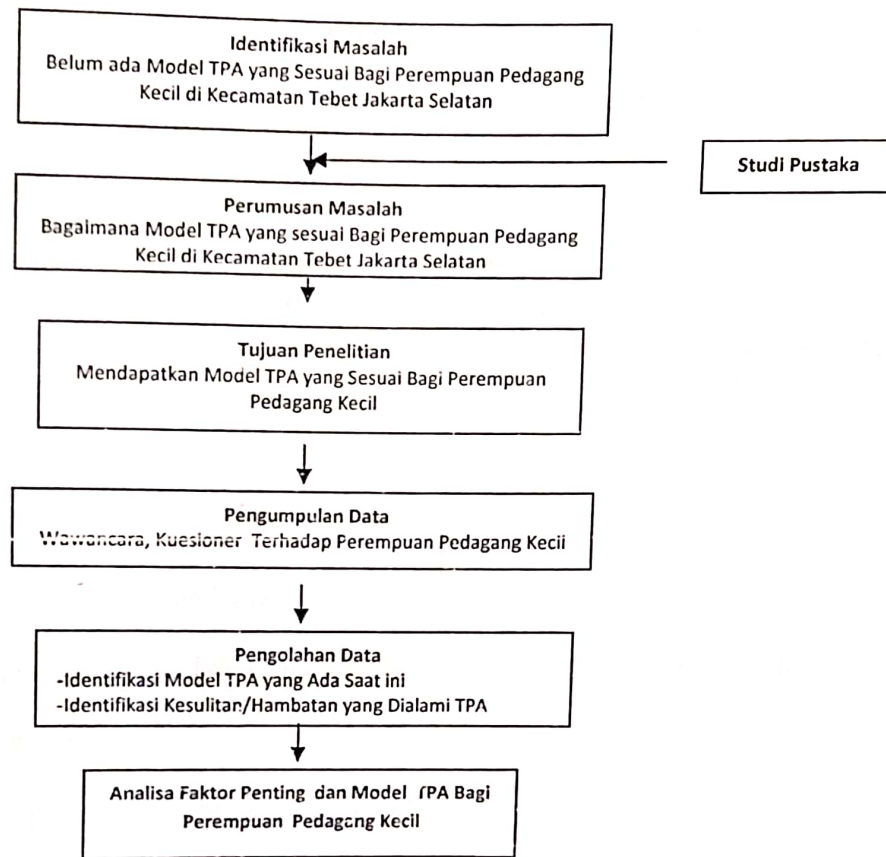 Identifikasi Masalah
Belum ada Model TPA yang Sesuai Bagi Perempuan Pedagang
Kecil di Kecamatan Tebet Jakarta Selatan
Studi Pustaka
Perumusan Masalah
Bagaimana Model TPA yang sesuai Bagi Perempuan Pedagang
Kecil di Kecamatan Tebet Jakarta Selatan
Tujuan Penelitian
Mendapatkan Model TPA yang Sesuai Bagi Perempuan
Pedagang Kecil
Pengumpulan Data
Wawancara, Kuesioner Terhadap Perempuan Pedagang Kecil
Pengolahan Data
-Identifikasi Model TPA yang Ada Saat ini
-Identifikasi Kesulitan/Hambatan yang Dialami TPA
Analisa Faktor Penting dan Model TPA Bagi
Perempuan Pedagang Kecil